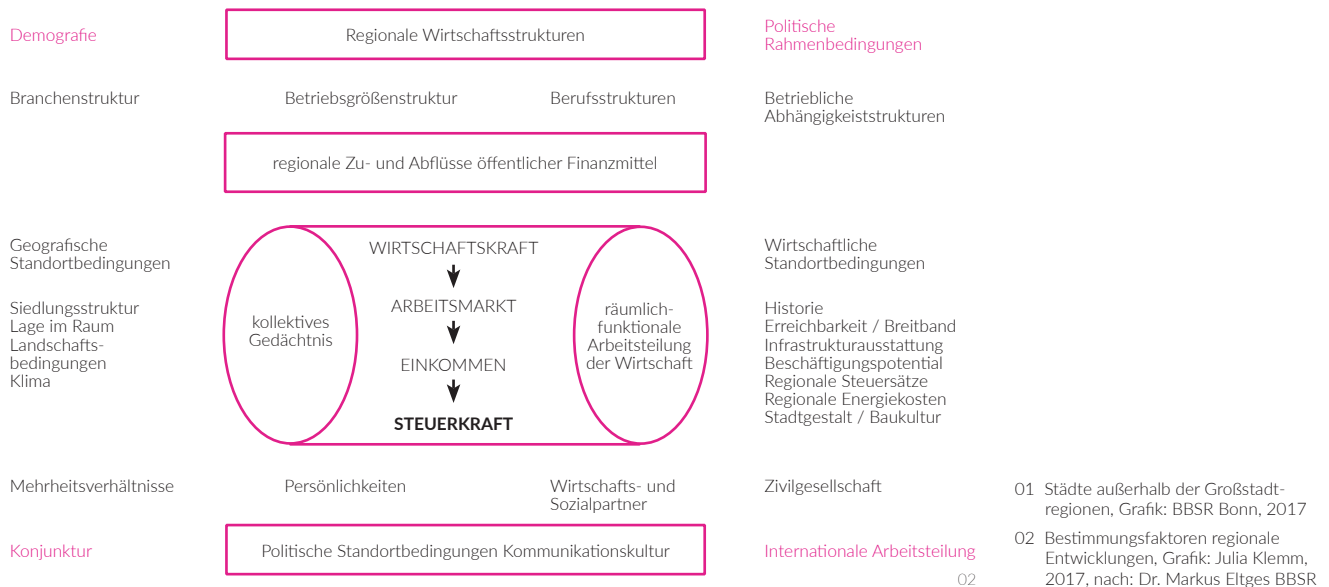 Demografie
Regionale Wirtschaftsstrukturen
Politische
Rahmenbedingungen
Branchenstruktur
Betriebsgrößenstruktur
Berufsstrukturen
Betriebliche
Abhängigkeiststrukturen
regionale Zu- und Abflüsse öffentlicher Finanzmittel
Geografische
Standortbedingungen
Siedlungsstruktur
Lage im Raum
Landschafts-
bedingungen
Klima
kollektives
Gedächtnis
WIRTSCHAFTSKRAFT
ARBEITSMARKT
EINKOMMEN
STEUERKRAFT
räumlich-
funktionale
Arbeitsteilung
der Wirtschaft
Wirtschaftliche
Standortbedingungen
Historie
Erreichbarkeit / Breitband
Infrastrukturausstattung
Beschäftigungspotential
Regionale Steuersätze
Regionale Energiekosten
Stadtgestalt / Baukultur
Mehrheitsverhältnisse
Persönlichkeiten
Wirtschafts- und
Sozialpartner
Zivilgesellschaft
Konjunktur
Politische Standortbedingungen Kommunikationskultur
Internationale Arbeitsteilung
02
01 Städte außerhalb der Großstadt-
regionen, Grafik: BBSR Bonn, 2017
02 Bestimmungsfaktoren regionale
Entwicklungen, Grafik: Julia Klemm,
2017, nach: Dr. Markus Eltges BBSR